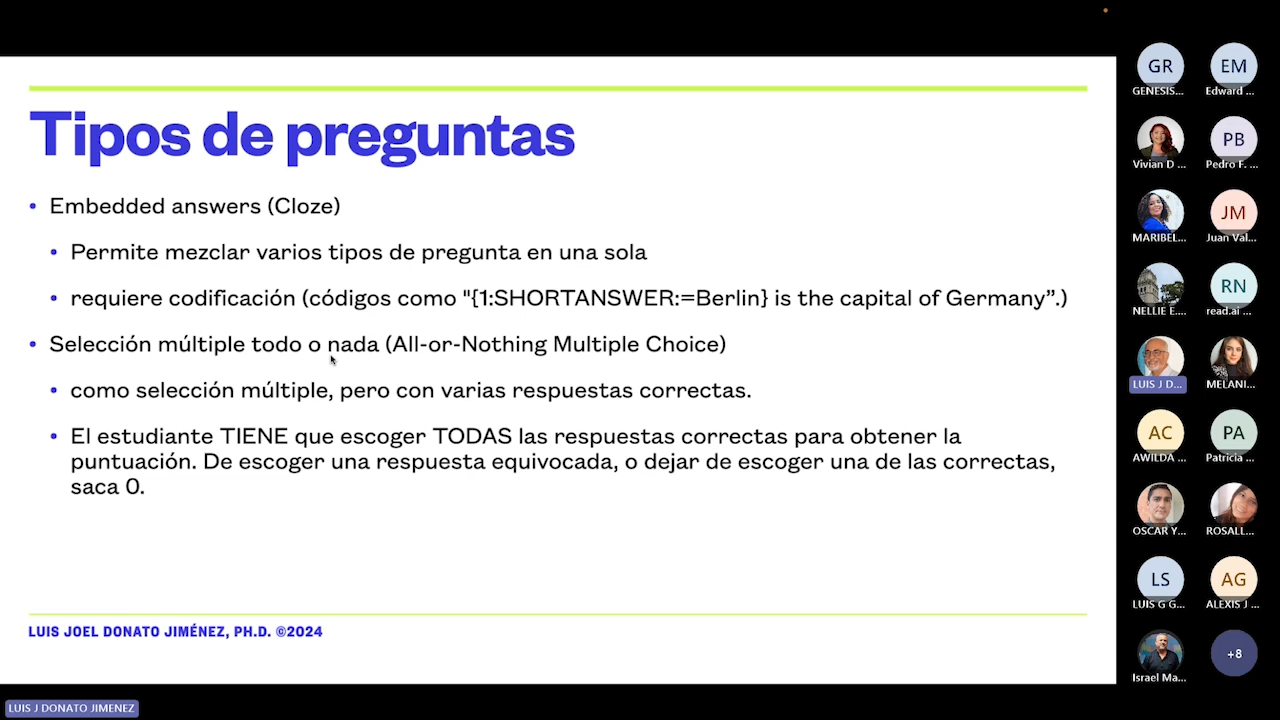 Tipos de preguntas
• Embedded answers (Cloze)
• Permite mezclar varios tipos de pregunta en una sola
• requiere codificación (códigos como "{1:SHORTANSWER:=Berlin} is the capital of Germany”.)
• Selección múltiple todo o nada (All-or-Nothing Multiple Choice)
• como selección múltiple, pero con varias respuestas correctas.
• El estudiante TIENE que escoger TODAS las respuestas correctas para obtener la
puntuación. De escoger una respuesta equivocada, o dejar de escoger una de las correctas,
saca 0.
LUIS JOEL DONATO JIMÉNEZ, PH.D. ©2024
LUIS J DONATO JIMENEZ
GR EM
GENESIS... Edward ...
PB
Vivian D ... Pedro F. ...
JM
MARIBEL... Juan Val...
RN
NELLIE E.... read.ai ...
LUIS J D... MELANI...
AC PA
AWILDA ... Patricia ...
OSCAR Y... ROSALL...
LS AG
LUIS G G... ALEXIS J ...
+8
Israel Ma...